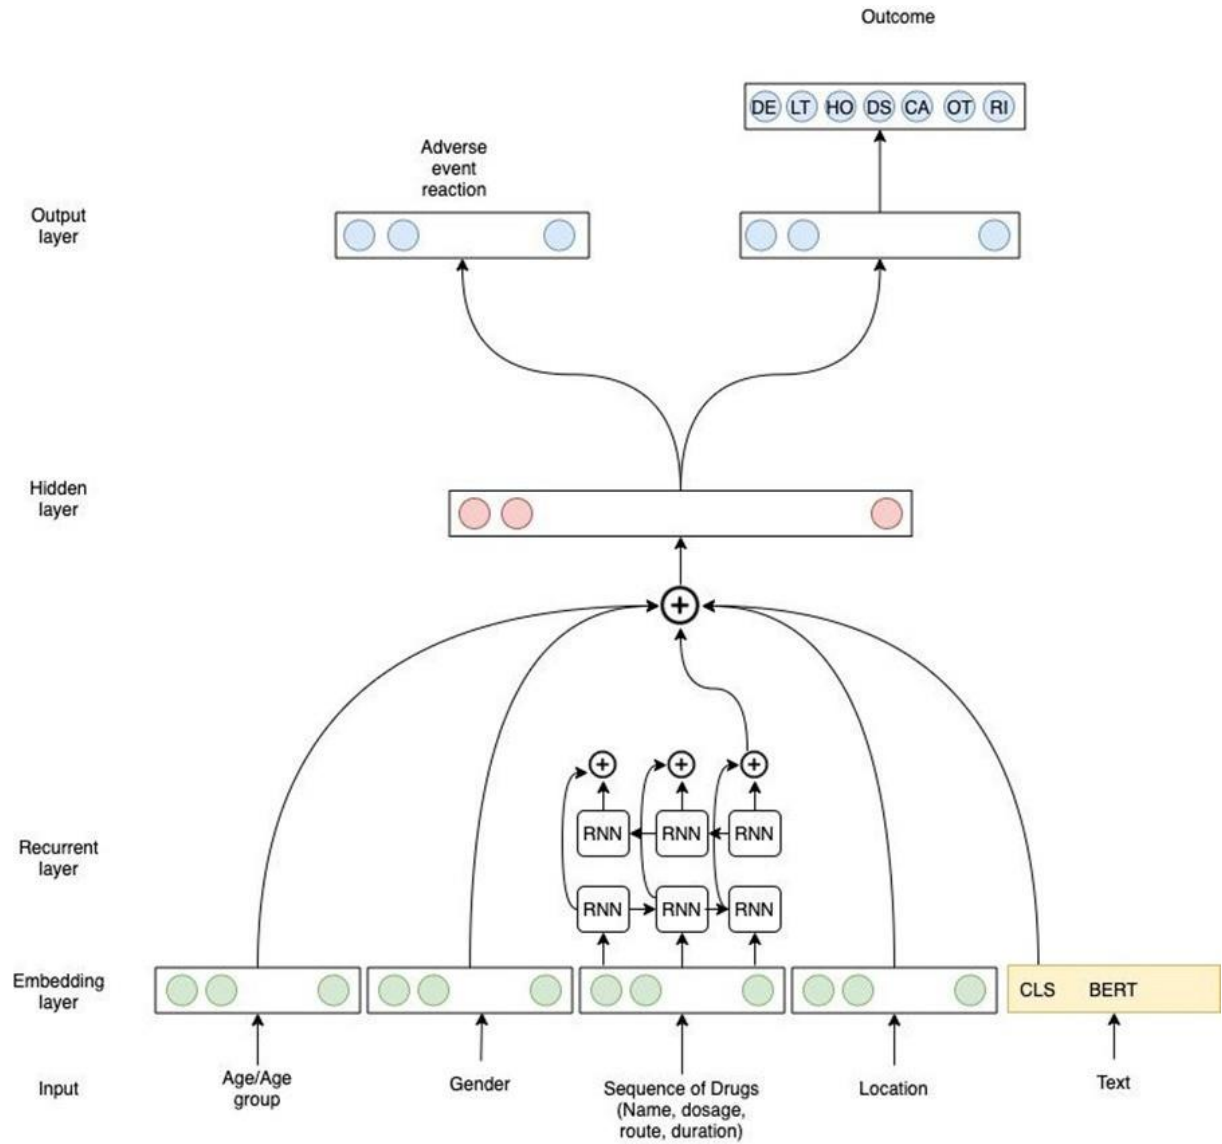 Outcome
DE LT HO DS CA OT RI
Adverse
event
reaction
Output
layer
Hidden
layer
+
+ + +
RNN RNN RNN
Recurrent
layer
RNN RNN RNN
Embedding
layer
CLS BERT
Input
Age/Age
group
Gender
Sequence of Drugs
(Name, dosage,
route, duration)
Location
Text